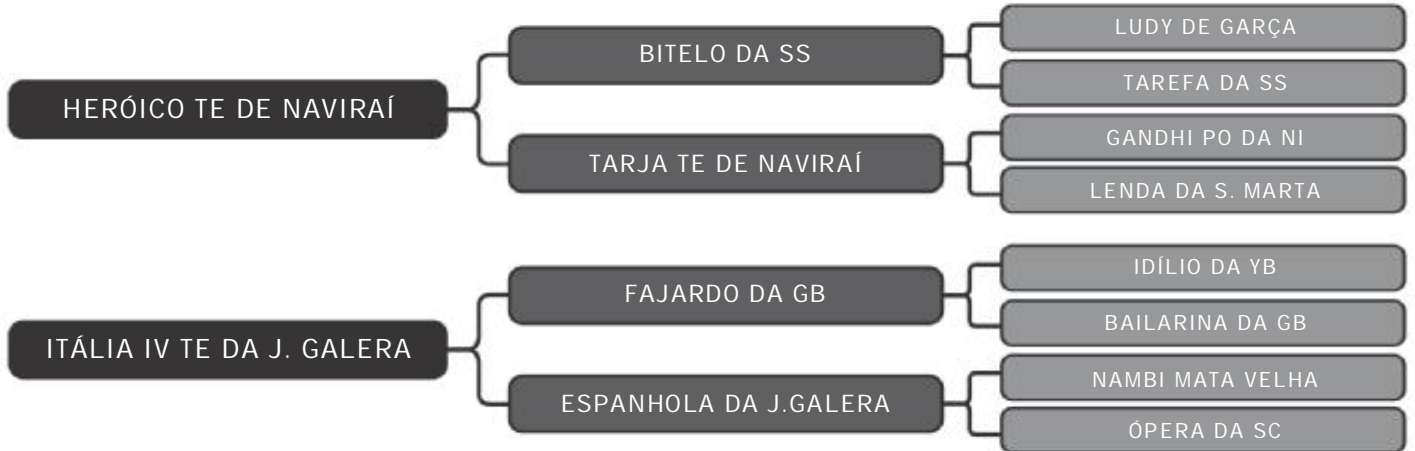 LUDY DE GARÇA
BITELO DA SS
TAREFA DA SS
HERÓICO TE DE NAVIRAÍ
GANDHI PO DA NI
TARJA TE DE NAVIRAÍ
LENDA DA S. MARTA
IDÍLIO DA YB
FAJARDO DA GB
BAILARINA DA GB
ITÁLIA IV TE DA J. GALERA
NAMBI MATA VELHA
ESPANHOLA DA J.GALERA
ÓPERA DA SC